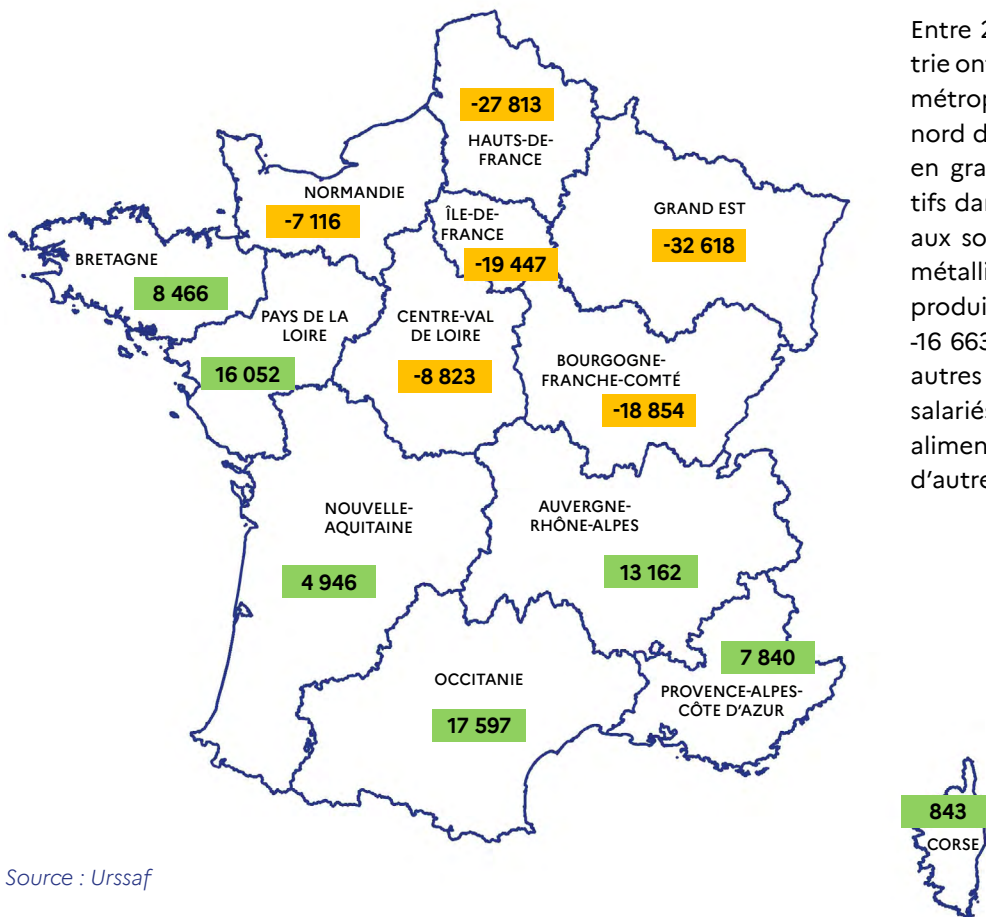 -27 813
HAUTS-DE-
FRANCE
NORMANDIE
-7 116
ÎLE-DE-
FRANCE
-19 447
GRAND EST
-32 618
BRETAGNE
8 466
PAYS DE LA
LOIRE
16 052
CENTRE-VAL
DE LOIRE
-8 823
BOURGOGNE-
FRANCHE-COMTÉ
-18 854
NOUVELLE-
AQUITAINE
4 946
AUVERGNE-
RHÔNE-ALPES
13 162
7 840
PROVENCE-ALPES-
CÔTE D'AZUR
OCCITANIE
17 597
843
CORSE
Source : Urssaf
Entre 2
trie ont
métrop
nord d
en gra
tifs dan
aux so
métalli
produi
-16 663
autres
salariés
alimen
d'autre